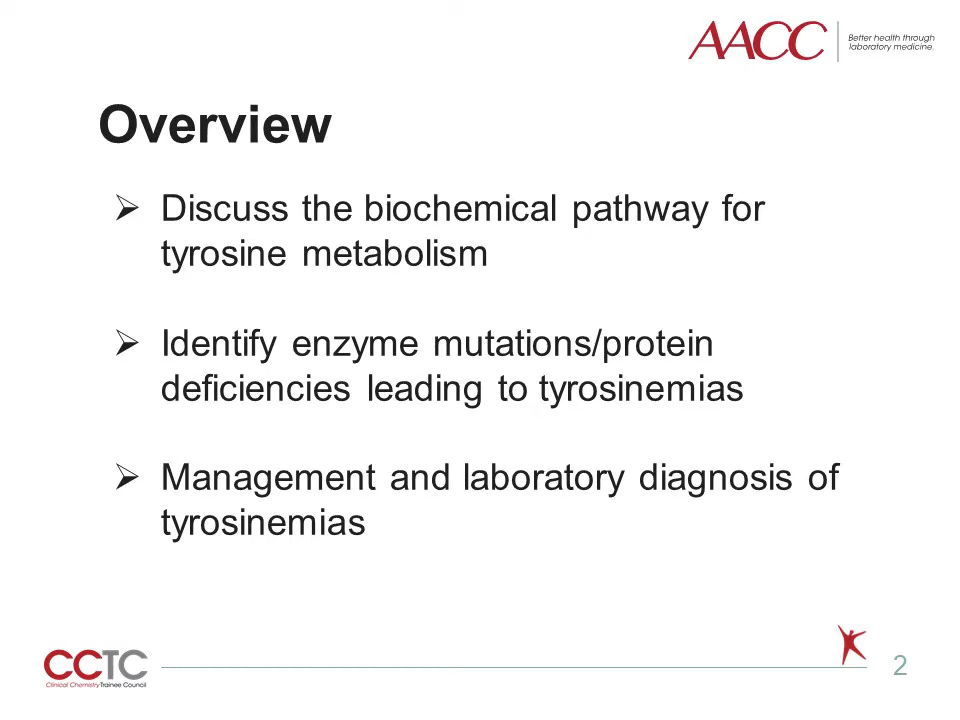 AACC
Better health through
laboratory medicine.
Overview
➢ Discuss the biochemical pathway for
tyrosine metabolism
➢ Identify enzyme mutations/protein
deficiencies leading to tyrosinemias
➢ Management and laboratory diagnosis of
tyrosinemias
CCTC
Clinical Chemistry Trainee Council
2